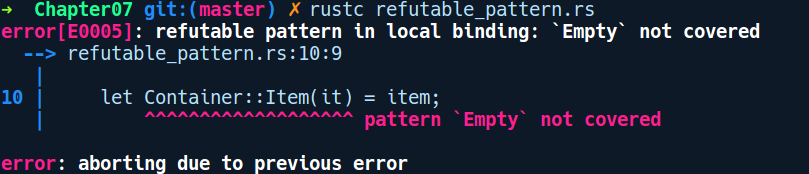 ➜  Chapter07 git:(master) ✗ rustc refutable_pattern.rs
error[E0005]: refutable pattern in local binding: `Empty` not covered
  --> refutable_pattern.rs:10:9
   |
10 |     let Container::Item(it) = item;
   |         ^^^^^^^^^^^^^^^^^^^ pattern `Empty` not covered

error: aborting due to previous error